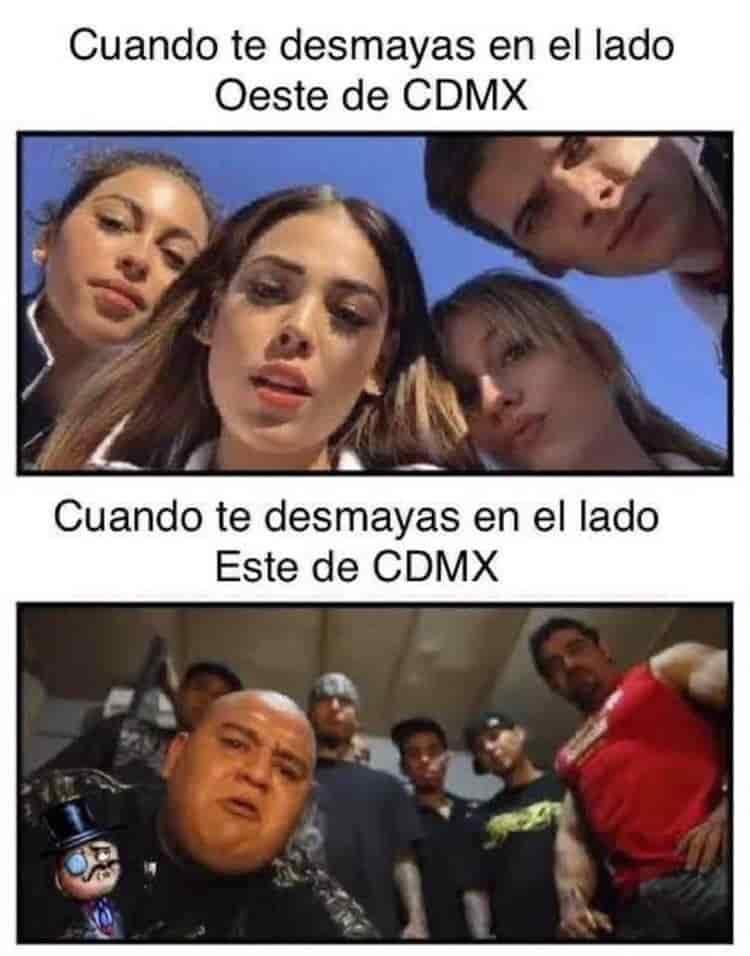 Cuando te desmayas en el lado
Oeste de CDMX
Cuando te desmayas en el lado
Este de CDMX